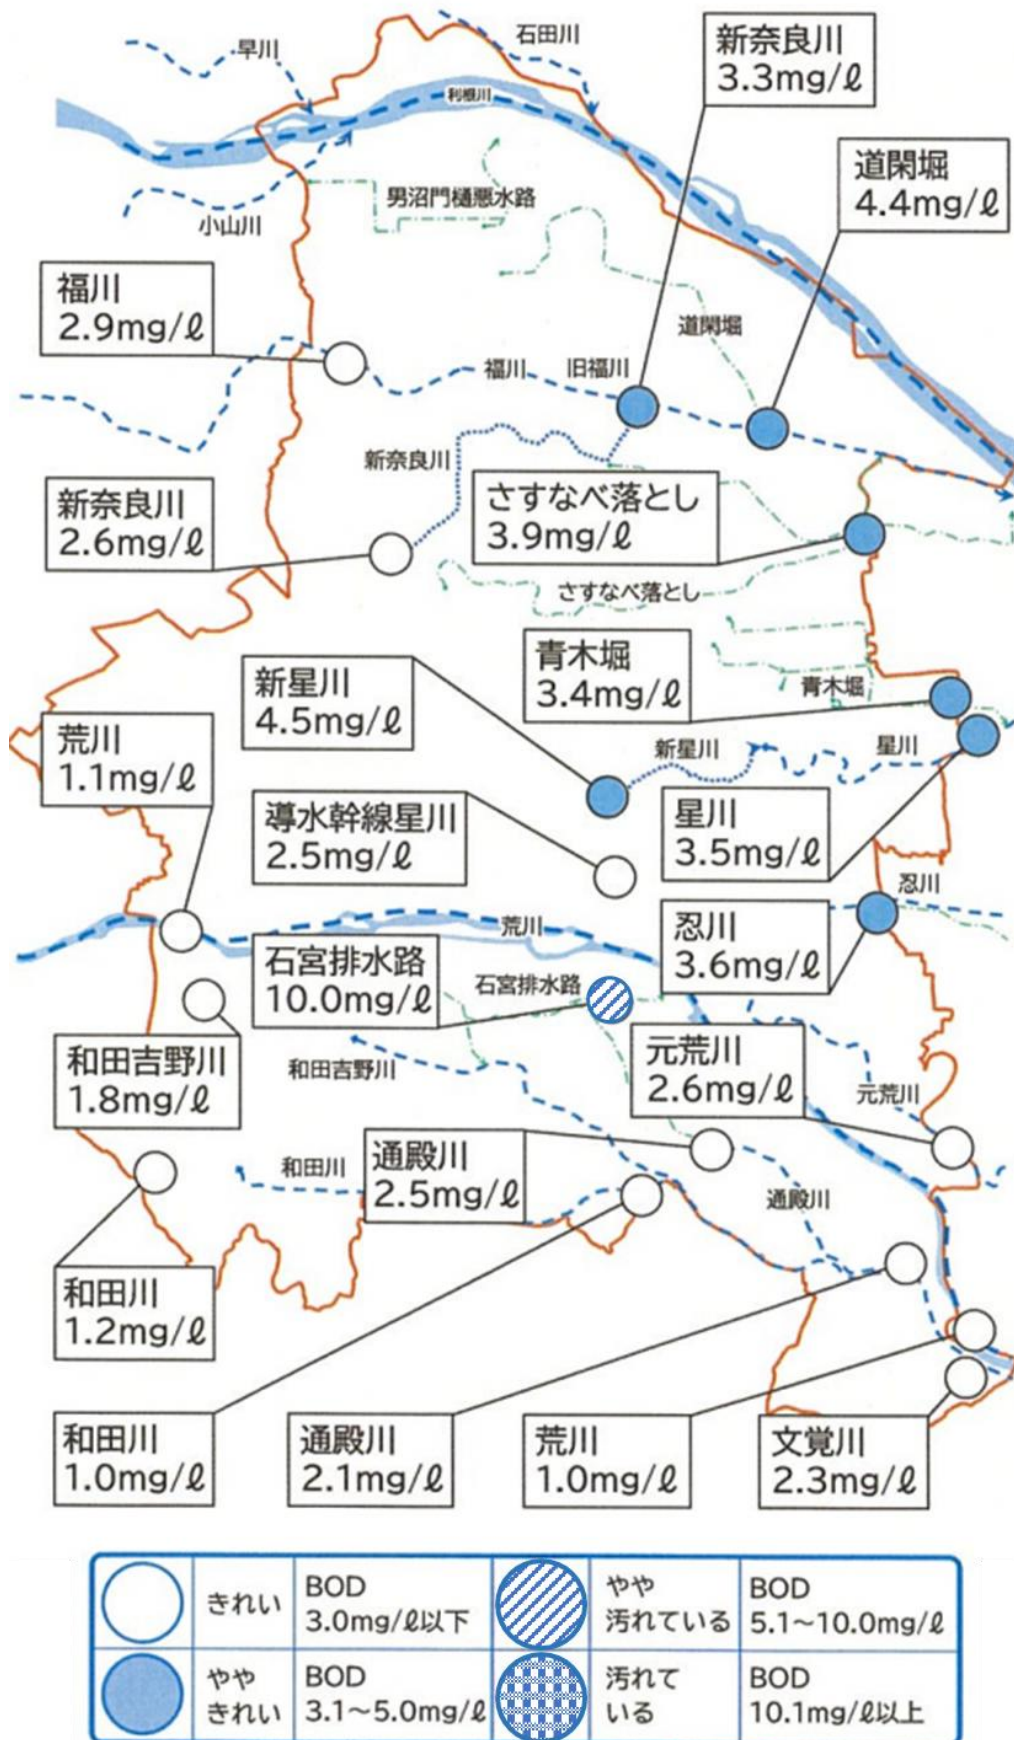 早川
石田川
新奈良川
3.3mg/ℓ
利根川
道閑堀
4.4mg/ℓ
男沼門樋悪水路
小山川
福川
2.9mg/ℓ
道閑堀
福川
旧福川
新奈良川
新奈良川
2.6mg/ℓ
さすなべ落とし
3.9mg/ℓ
さすなべ落とし
青木堀
3.4mg/ℓ
新星川
4.5mg/ℓ
青木堀
荒川
1.1mg/ℓ
新星川
星川
導水幹線星川
2.5mg/ℓ
星川
3.5mg/ℓ
忍川
荒川
忍川
3.6mg/ℓ
石宮排水路
10.0mg/ℓ
石宮排水路
和田吉野川
1.8mg/ℓ
和田吉野川
元荒川
2.6mg/ℓ
元荒川
和田川
通殿川
2.5mg/ℓ
通殿川
和田川
1.2mg/ℓ
和田川
1.0mg/ℓ
通殿川
2.1mg/ℓ
荒川
1.0mg/ℓ
文覚川
2.3mg/ℓ
きれい
BOD
3.0mg/ℓ以下
やや
汚れている
BOD
5.1〜10.0mg/ℓ
やや
きれい
BOD
3.1〜5.0mg/ℓ
汚れて
いる
BOD
10.1mg/ℓ以上